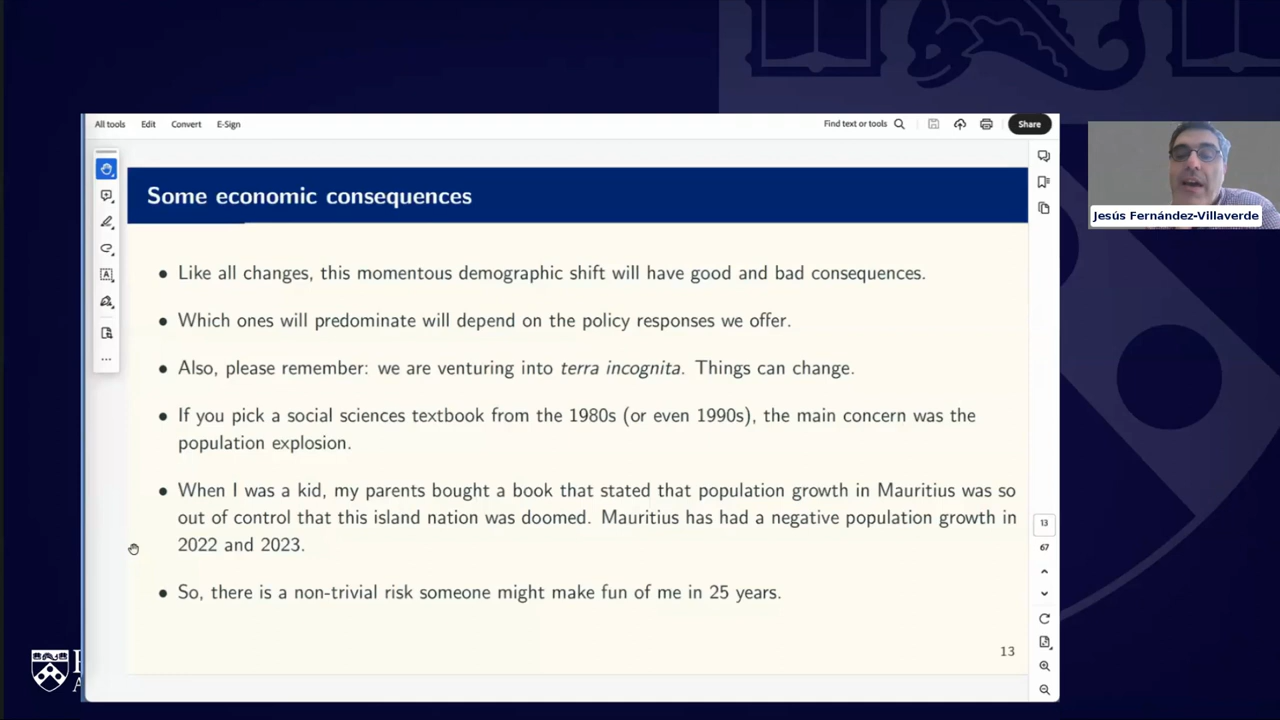 All tools Edit Convert E-Sign Find text or tools Share
Some economic consequences
• Like all changes, this momentous demographic shift will have good and bad consequences.
• Which ones will predominate will depend on the policy responses we offer.
• Also, please remember: we are venturing into terra incognita. Things can change.
• If you pick a social sciences textbook from the 1980s (or even 1990s), the main concern was the
population explosion.
• When I was a kid, my parents bought a book that stated that population growth in Mauritius was so
out of control that this island nation was doomed. Mauritius has had a negative population growth in
2022 and 2023.
• So, there is a non-trivial risk someone might make fun of me in 25 years.
13
13
67
Jesús Fernández-Villaverde